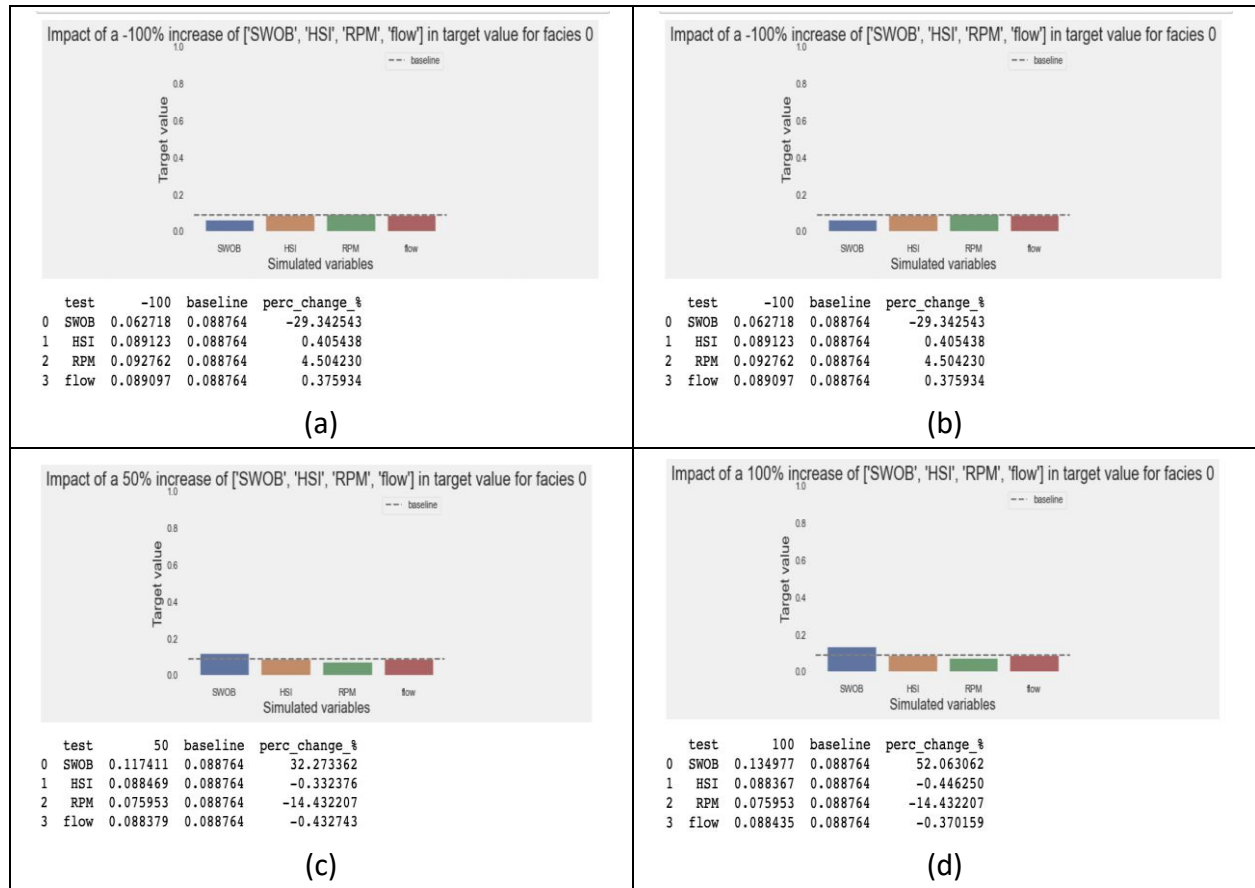 Impact of a -100% increase of ['SWOB', 'HSI', 'RPM', 'flow'] in target value for facies 0
1.0
--- baseline
0.8
0.6
0.4
0.2
0.0
Target value
SWOB HSI RPM flow
Simulated variables
test -100 baseline perc_change_%
0 SWOB 0.062718 0.088764 -29.342543
1 HSI 0.089123 0.088764 0.405438
2 RPM 0.092762 0.088764 4.504230
3 flow 0.089097 0.088764 0.375934
(a)
Impact of a -100% increase of ['SWOB', 'HSI', 'RPM', 'flow'] in target value for facies 0
1.0
--- baseline
0.8
0.6
0.4
0.2
0.0
Target value
SWOB HSI RPM flow
Simulated variables
test -100 baseline perc_change_%
0 SWOB 0.062718 0.088764 -29.342543
1 HSI 0.089123 0.088764 0.405438
2 RPM 0.092762 0.088764 4.504230
3 flow 0.089097 0.088764 0.375934
(b)
Impact of a 50% increase of ['SWOB', 'HSI', 'RPM', 'flow'] in target value for facies 0
1.0
--- baseline
0.8
0.6
0.4
0.2
0.0
Target value
SWOB HSI RPM flow
Simulated variables
test 50 baseline perc_change_%
0 SWOB 0.117411 0.088764 32.273362
1 HSI 0.088469 0.088764 -0.332376
2 RPM 0.075953 0.088764 -14.432207
3 flow 0.088379 0.088764 -0.432743
(c)
Impact of a 100% increase of ['SWOB', 'HSI', 'RPM', 'flow'] in target value for facies 0
1.0
--- baseline
0.8
0.6
0.4
0.2
0.0
Target value
SWOB HSI RPM flow
Simulated variables
test 100 baseline perc_change_%
0 SWOB 0.134977 0.088764 52.063062
1 HSI 0.088367 0.088764 -0.446250
2 RPM 0.075953 0.088764 -14.432207
3 flow 0.088435 0.088764 -0.370159
(d)